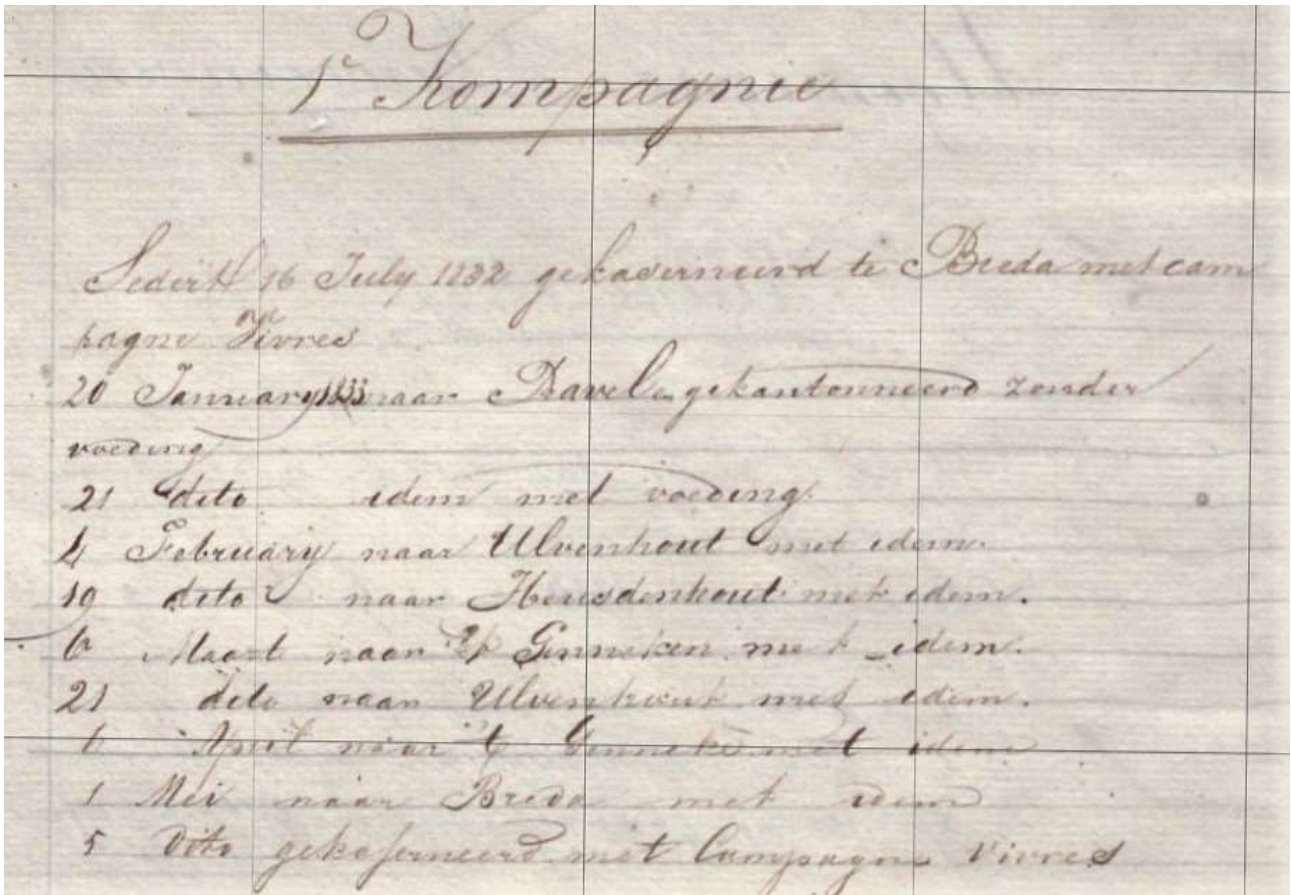 1e Kompagnie
Sedert 16 July 1832 gekaserneerd te Breda met cam
pagne Vivres
20 January 1833 naar Bavel gekantonneerd zonder
voeding
21 dito idem met voeding.
4 February naar Ulvenhout met idem.
19 dito naar Heusdenhout met idem.
6 Maart naar 't Ginneken met idem.
21 dito naar Ulvenhout met idem.
6 April naar 't Ginneke met idem
1 Mei naar Breda met idem
5 Dito gekaserneerd met Campagne Vivres